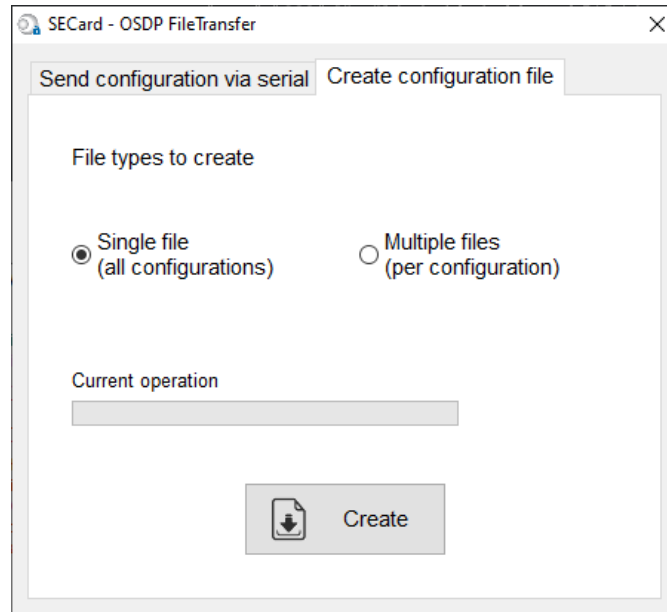 SECard - OSDP FileTransfer
Send configuration via serial
Create configuration file
File types to create
Single file
(all configurations)
Multiple files
(per configuration)
Current operation
Create